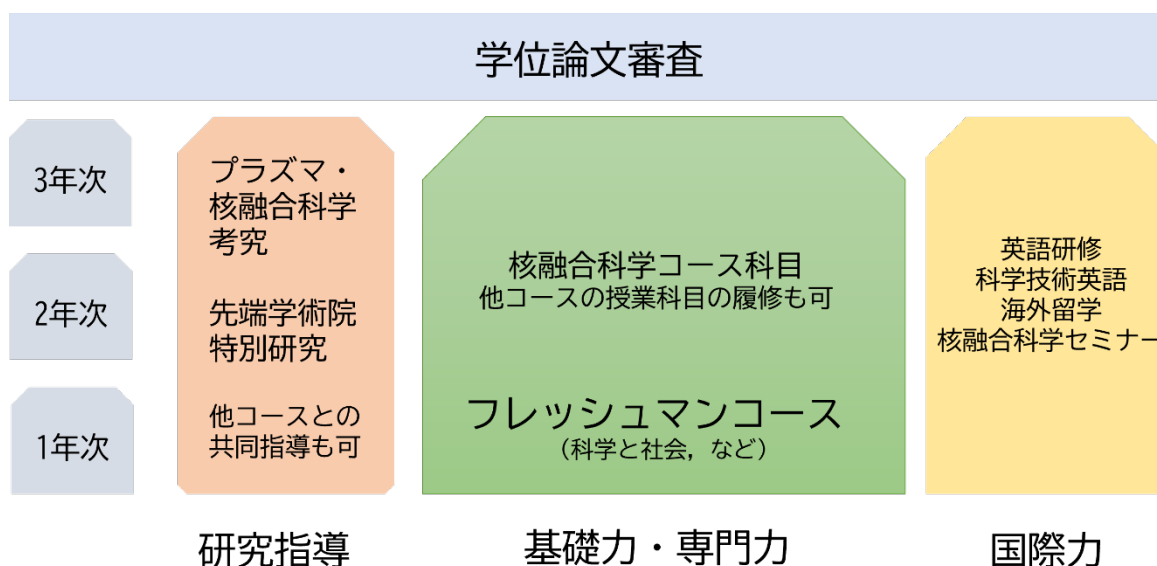 学位論文審査
3年次
2年次
1年次
プラズマ・
核融合科学
考究
先端学術院
特別研究
他コースとの
共同指導も可
核融合科学コース科目
他コースの授業科目の履修も可
フレッシュマンコース
（科学と社会，など）
英語研修
科学技術英語
海外留学
核融合科学セミナー
研究指導
基礎力・専門力
国際力